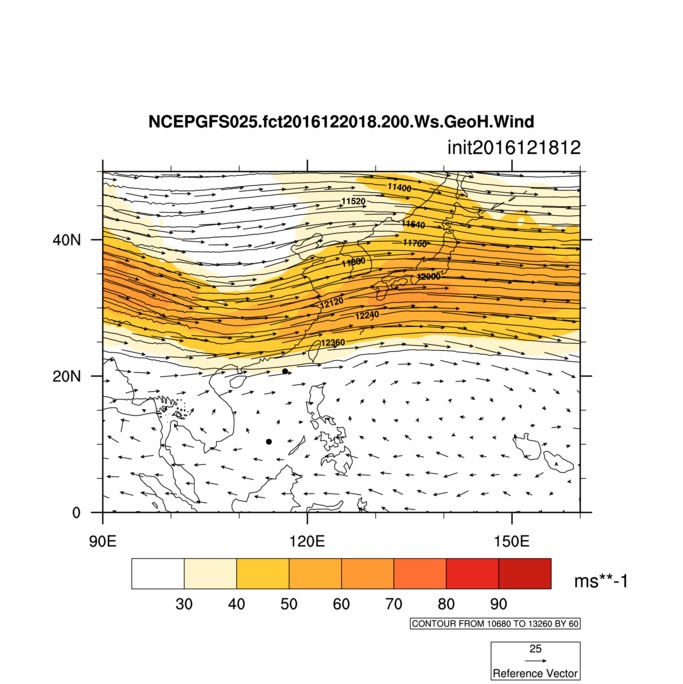 NCEPGFS025.fct2016122018.200.Ws.GeoH.Wind
init2016121812
11400
11520
11640
11760
40N
11880
12000
12120
12240
12360
20N
0
90E 120E 150E
ms**-1
30 40 50 60 70 80 90
CONTOUR FROM 10680 TO 13260 BY 60
25
Reference Vector